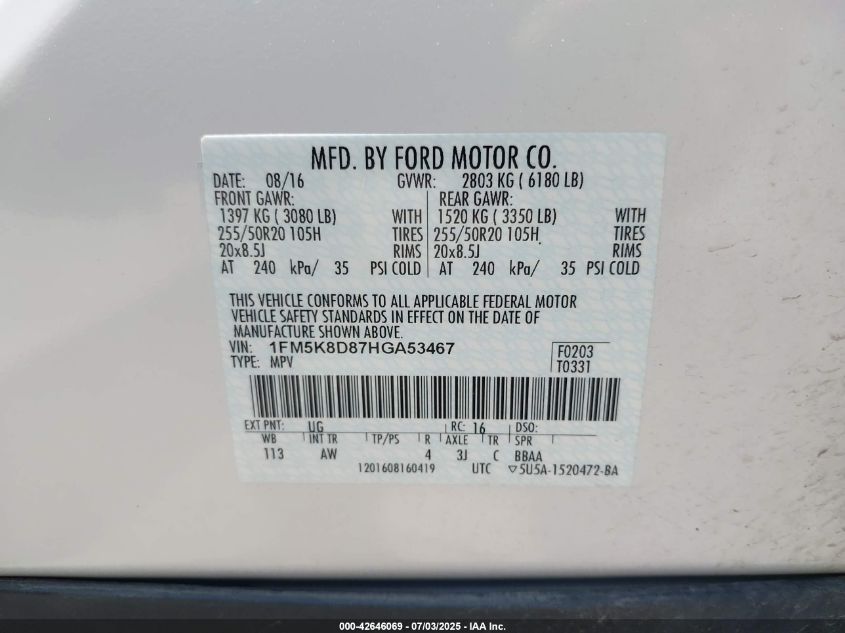 MFD. BY FORD MOTOR CO.
DATE: 08/16 GVWR: 2803 KG ( 6180 LB)
FRONT GAWR: REAR GAWR:
1397 KG ( 3080 LB) WITH 1520 KG ( 3350 LB) WITH
255/50R20 105H TIRES 255/50R20 105H TIRES
20x8.5J RIMS 20x8.5J RIMS
AT 240 kPa/ 35 PSI COLD AT 240 kPa/ 35 PSI COLD
THIS VEHICLE CONFORMS TO ALL APPLICABLE FEDERAL MOTOR
VEHICLE SAFETY STANDARDS IN EFFECT ON THE DATE OF
MANUFACTURE SHOWN ABOVE.
VIN: 1FM5K8D87HGA53467 F0203
TYPE: MPV T0331
EXT PNT: UG RC: 16 DSO:
WB INT TR TP/PS R AXLE TR SPR
113 AW 4 3J C BBAA
1201608160419 UTC ▽5U5A-1520472-BA
000-42646069 - 07/03/2025 - IAA Inc.